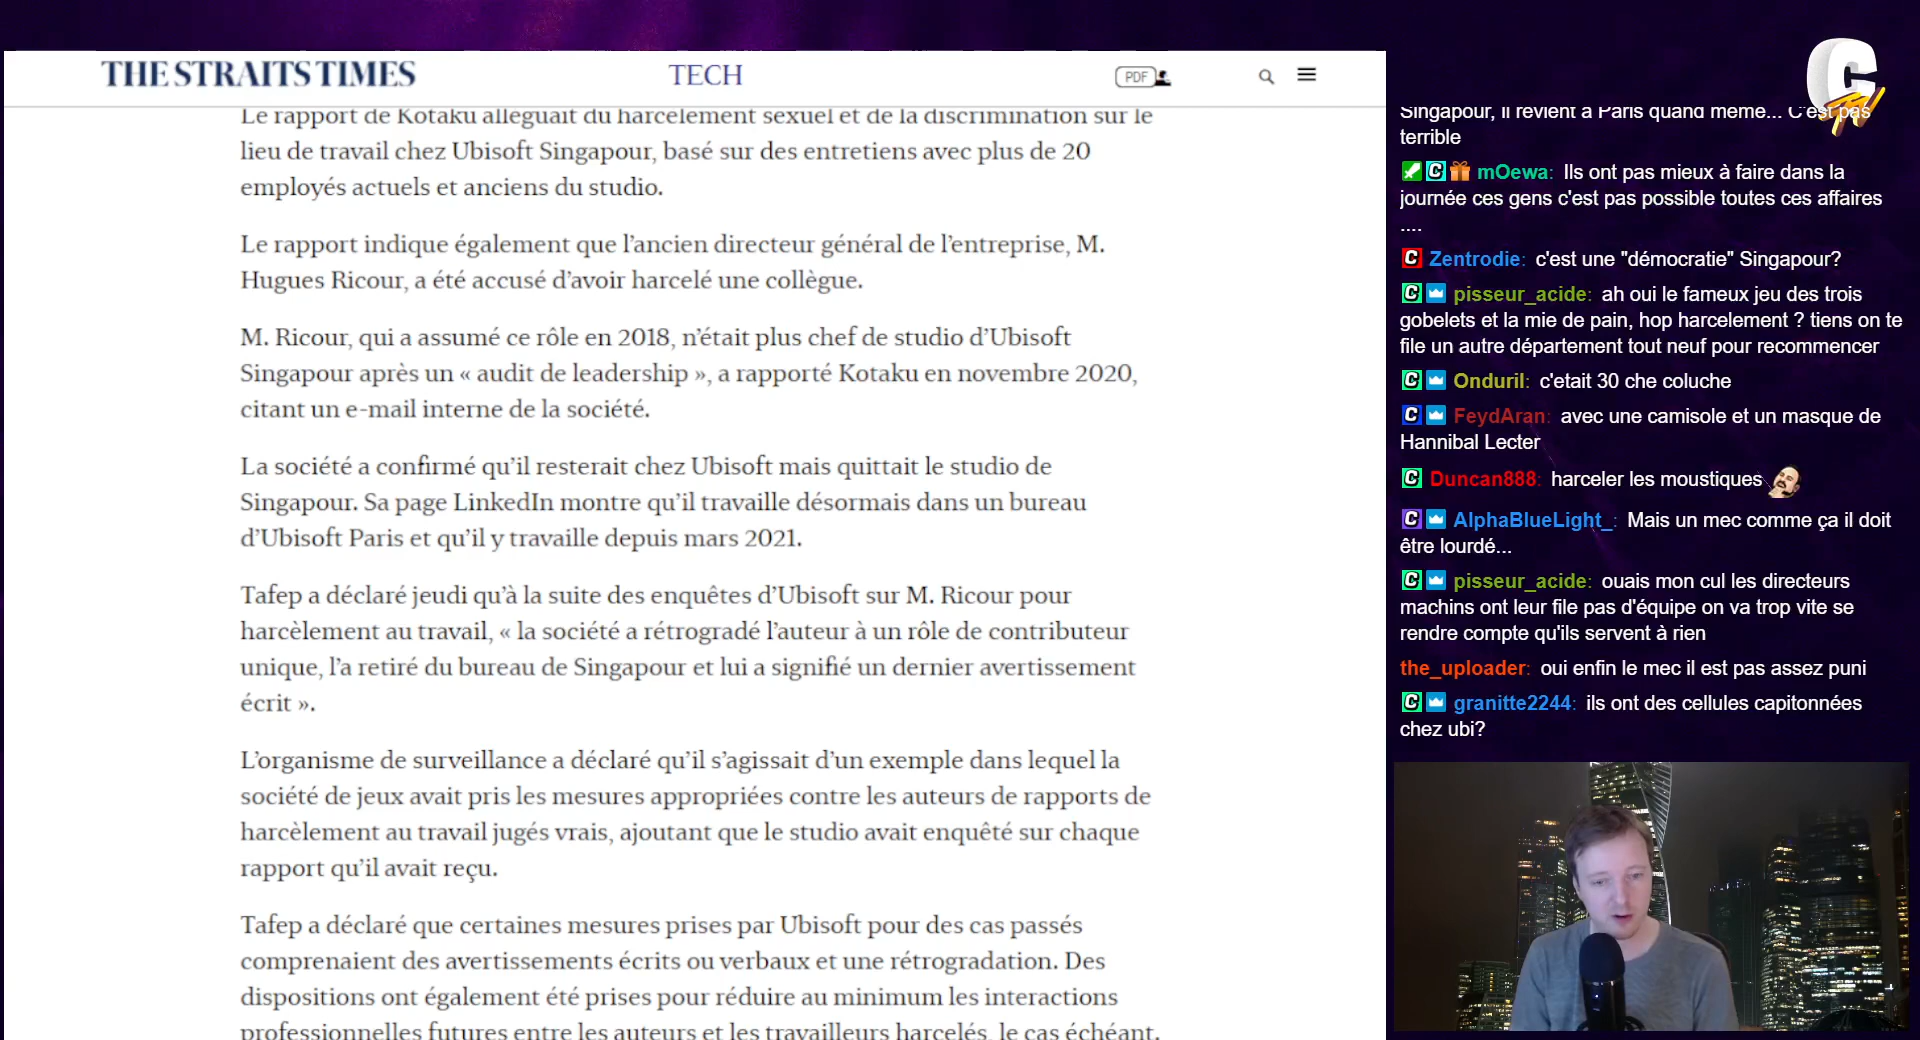 THE STRAITS TIMES
TECH
PDF
Le rapport de Kotaku alléguait du harcèlement sexuel et de la discrimination sur le
lieu de travail chez Ubisoft Singapour, basé sur des entretiens avec plus de 20
employés actuels et anciens du studio.
Le rapport indique également que l’ancien directeur général de l’entreprise, M.
Hugues Ricour, a été accusé d’avoir harcelé une collègue.
M. Ricour, qui a assumé ce rôle en 2018, n’était plus chef de studio d’Ubisoft
Singapour après un « audit de leadership », a rapporté Kotaku en novembre 2020,
citant un e-mail interne de la société.
La société a confirmé qu’il resterait chez Ubisoft mais quittait le studio de
Singapour. Sa page LinkedIn montre qu’il travaille désormais dans un bureau
d’Ubisoft Paris et qu’il y travaille depuis mars 2021.
Tafep a déclaré jeudi qu’à la suite des enquêtes d’Ubisoft sur M. Ricour pour
harcèlement au travail, « la société a rétrogradé l’auteur à un rôle de contributeur
unique, l’a retiré du bureau de Singapour et lui a signifié un dernier avertissement
écrit ».
L’organisme de surveillance a déclaré qu’il s’agissait d’un exemple dans lequel la
société de jeux avait pris les mesures appropriées contre les auteurs de rapports de
harcèlement au travail jugés vrais, ajoutant que le studio avait enquêté sur chaque
rapport qu’il avait reçu.
Tafep a déclaré que certaines mesures prises par Ubisoft pour des cas passés
comprenaient des avertissements écrits ou verbaux et une rétrogradation. Des
dispositions ont également été prises pour réduire au minimum les interactions
professionnelles futures entre les auteurs et les travailleurs harcelés, le cas échéant.
Singapour, il revient à Paris quand même... C'est pas
terrible
mOewa: Ils ont pas mieux à faire dans la
journée ces gens c'est pas possible toutes ces affaires
....
Zentrodie: c'est une "démocratie" Singapour?
pisseur_acide: ah oui le fameux jeu des trois
gobelets et la mie de pain, hop harcelement ? tiens on te
file un autre département tout neuf pour recommencer
Onduril: c'etait 30 che coluche
FeydAran: avec une camisole et un masque de
Hannibal Lecter
Duncan888: harceler les moustiques
AlphaBlueLight_: Mais un mec comme ça il doit
être lourdé...
pisseur_acide: ouais mon cul les directeurs
machins ont leur file pas d'équipe on va trop vite se
rendre compte qu'ils servent à rien
the_uploader: oui enfin le mec il est pas assez puni
granitte2244: ils ont des cellules capitonnées
chez ubi?